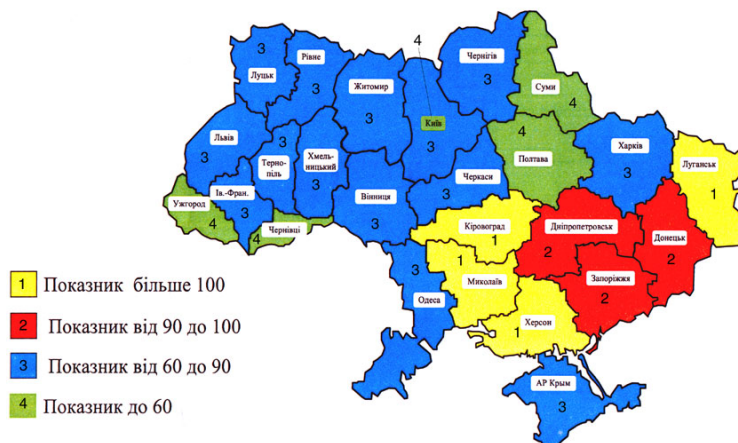 4
3
Луцьк
Рівне
3
Житомир
3
Чернігів
3
Суми
4
Київ
3
Львів
3
3
Терно-
піль
Хмель-
ницький
3
Вінниця
3
Черкаси
3
4
Полтава
Харків
3
Луганськ
1
Ів.-Фран.
3
Ужгород
4
Чернівці
4
Кіровоград
1
Дніпропетровськ
2
Донецьк
2
Запоріжжя
2
1
Миколаїв
3
Одеса
Херсон
1
АР Крым
3
1 Показник більше 100
2 Показник від 90 до 100
3 Показник від 60 до 90
4 Показник до 60